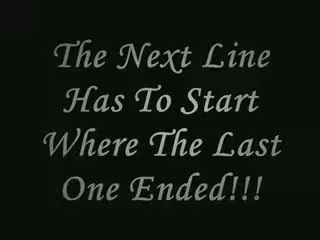 The Next Line
Has To Start
Where The Last
One Ended!!!